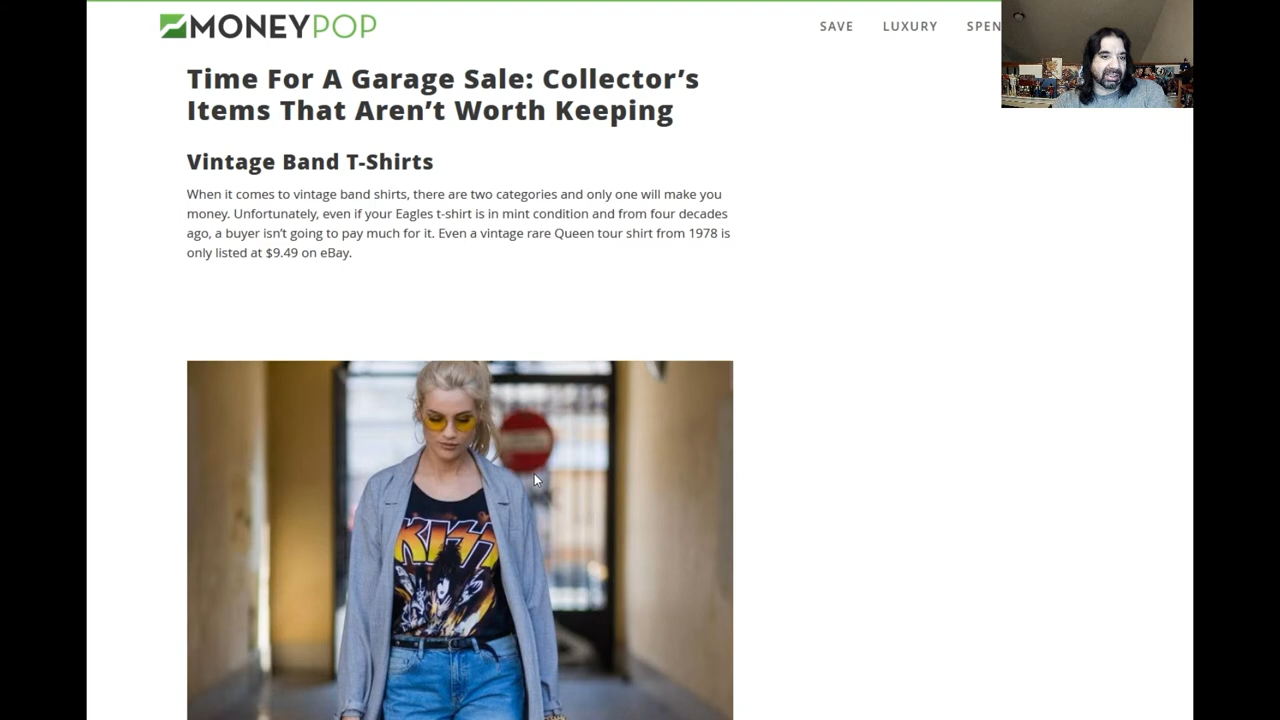 MONEYPOP
SAVE LUXURY SPEN
Time For A Garage Sale: Collector’s
Items That Aren’t Worth Keeping
Vintage Band T-Shirts
When it comes to vintage band shirts, there are two categories and only one will make you
money. Unfortunately, even if your Eagles t-shirt is in mint condition and from four decades
ago, a buyer isn’t going to pay much for it. Even a vintage rare Queen tour shirt from 1978 is
only listed at $9.49 on eBay.
KISS